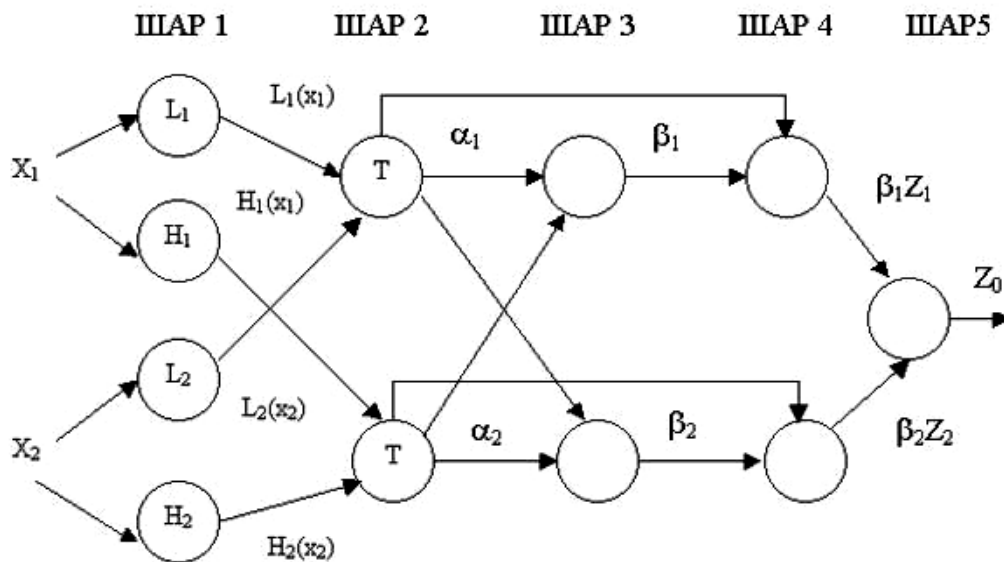 ШАР 1 ШАР 2 ШАР 3 ШАР 4 ШАР5
L₁
L₁(x₁)
X₁
T
α₁
β₁
H₁(x₁)
β₁Z₁
H₁
Z₀
L₂
L₂(x₂)
X₂
T
α₂
β₂
β₂Z₂
H₂
H₂(x₂)